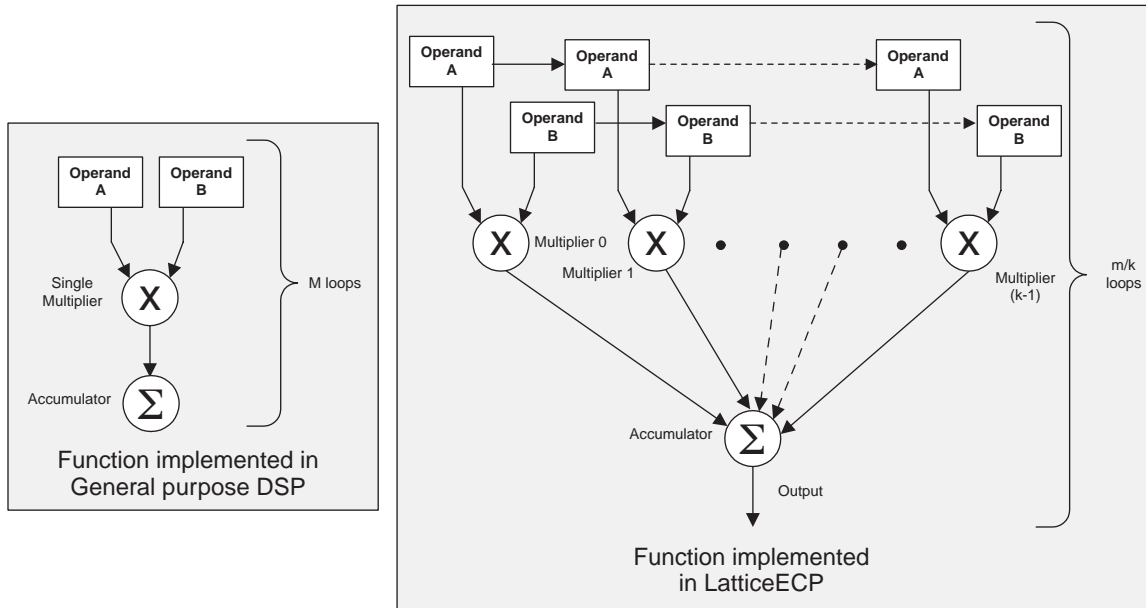 Operand
A
Operand
B
Single
Multiplier
X
M loops
Accumulator
Σ
Function implemented in
General purpose DSP
Operand
A
Operand
A
Operand
A
Operand
B
Operand
B
Operand
B
X
Multiplier 0
X
Multiplier 1
X
Multiplier
(k-1)
m/k
loops
Accumulator
Σ
Output
Function implemented
in LatticeECP